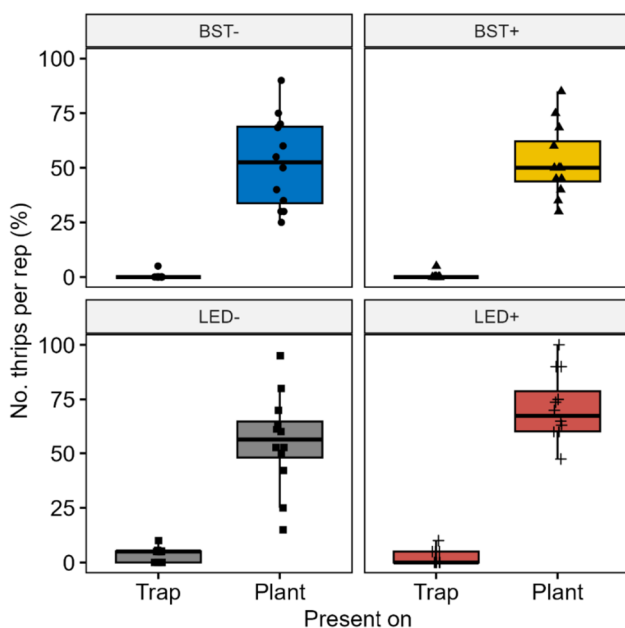 BST-
BST+
100
75
50
25
0
LED-
LED+
100
75
50
25
0
Trap
Plant
Trap
Plant
Present on
No. thrips per rep (%)